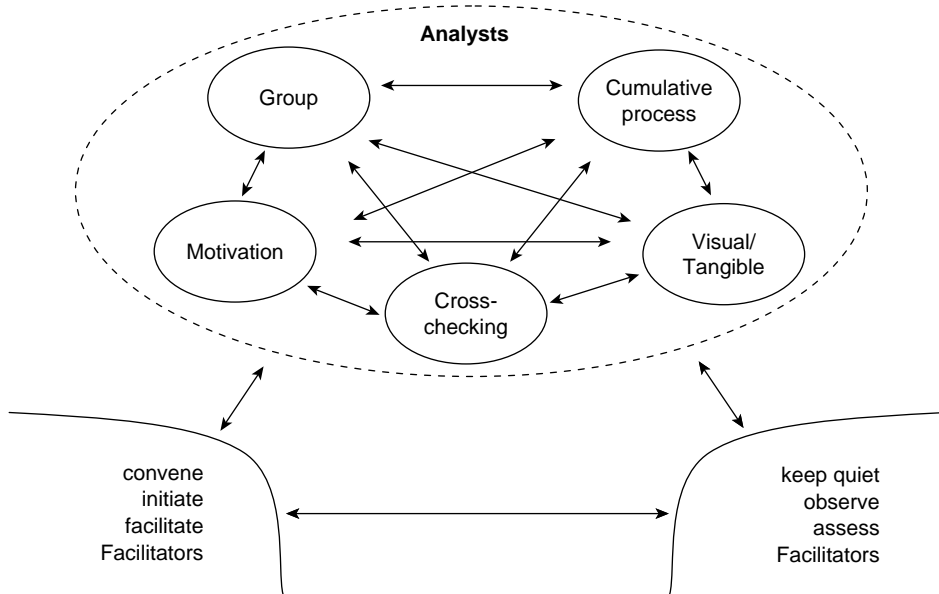 Analysts
Group
Cumulative
process
Motivation
Visual/
Tangible
Cross-
checking
convene
initiate
facilitate
Facilitators
keep quiet
observe
assess
Facilitators